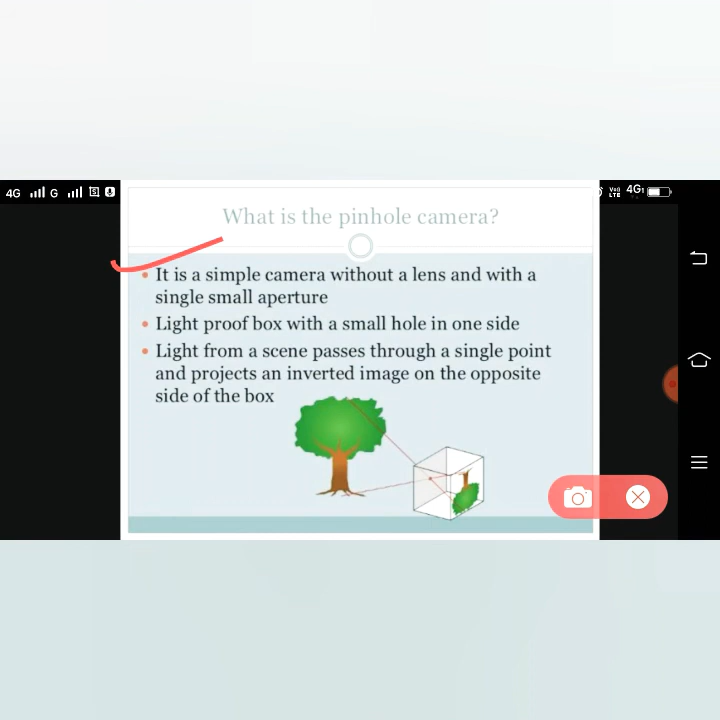 4G G
VoD
LTE 4G
What is the pinhole camera?
• It is a simple camera without a lens and with a
single small aperture
• Light proof box with a small hole in one side
• Light from a scene passes through a single point
and projects an inverted image on the opposite
side of the box